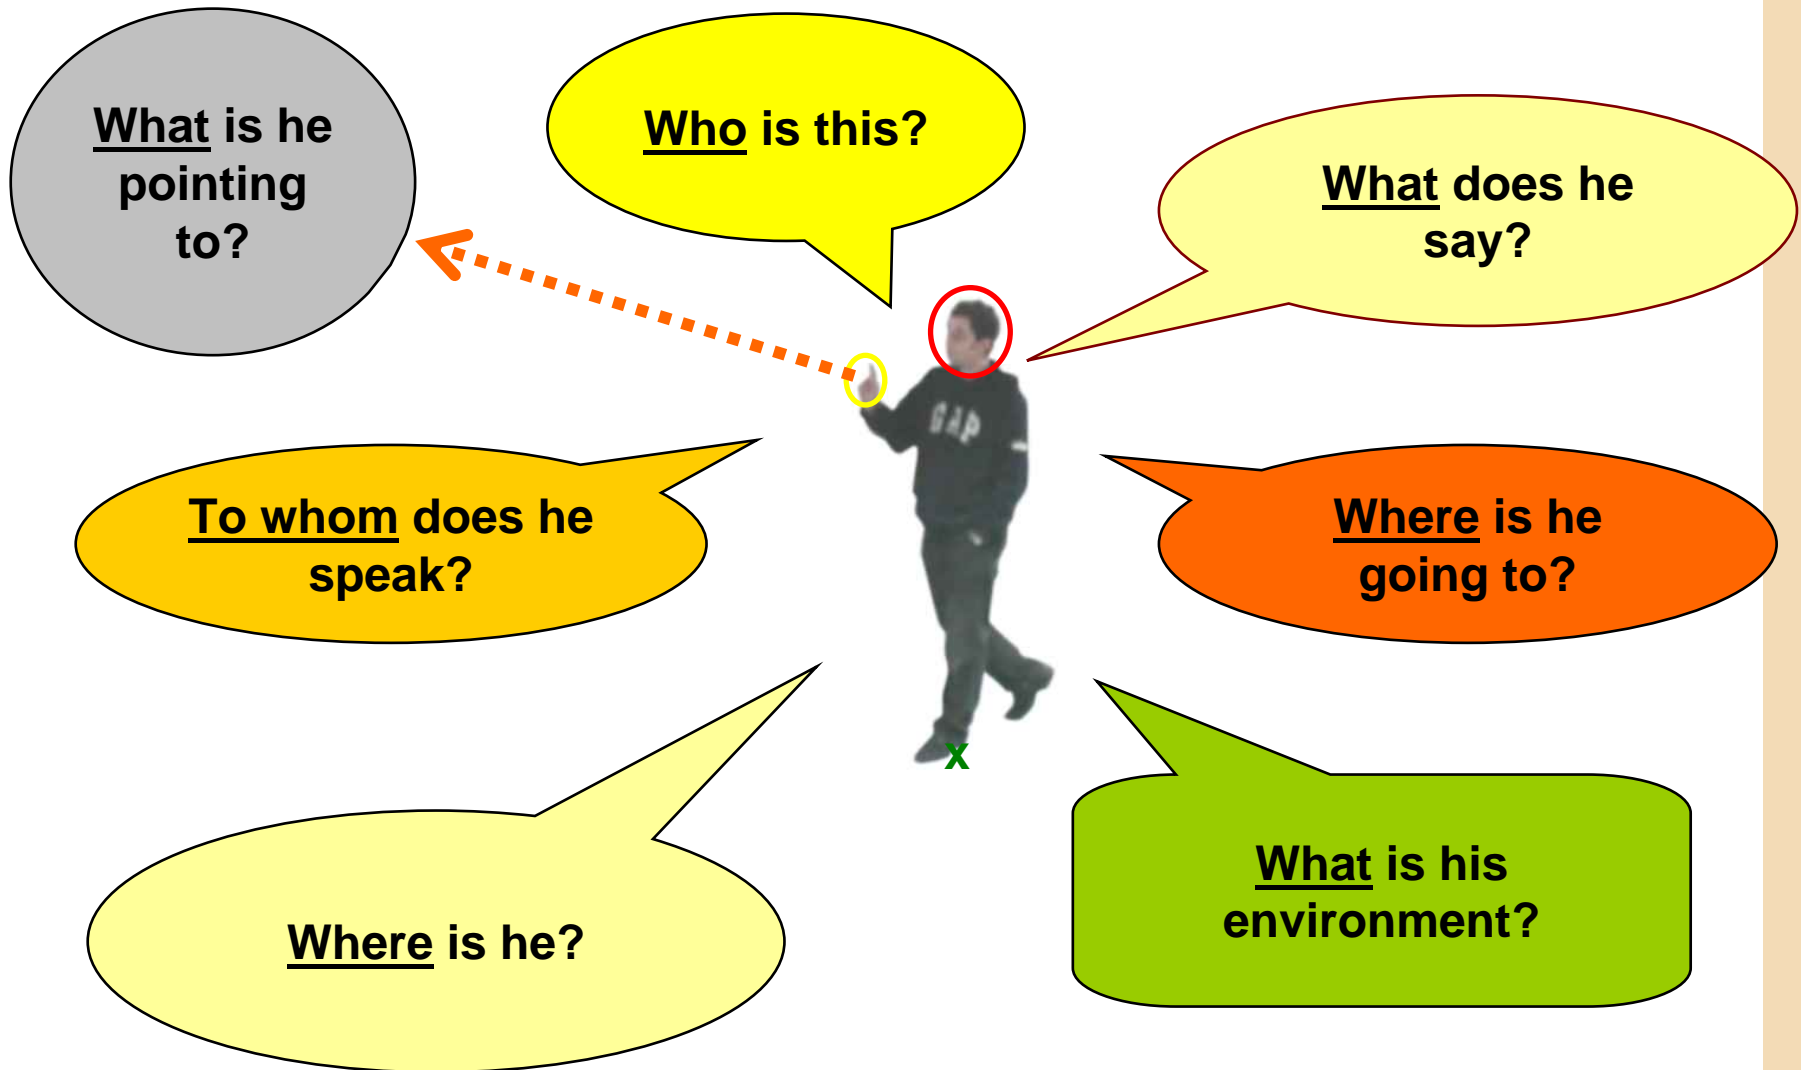 What is he
pointing
to?
Who is this?
What does he
say?
GAP
To whom does he
speak?
Where is he
going to?
x
Where is he?
What is his
environment?